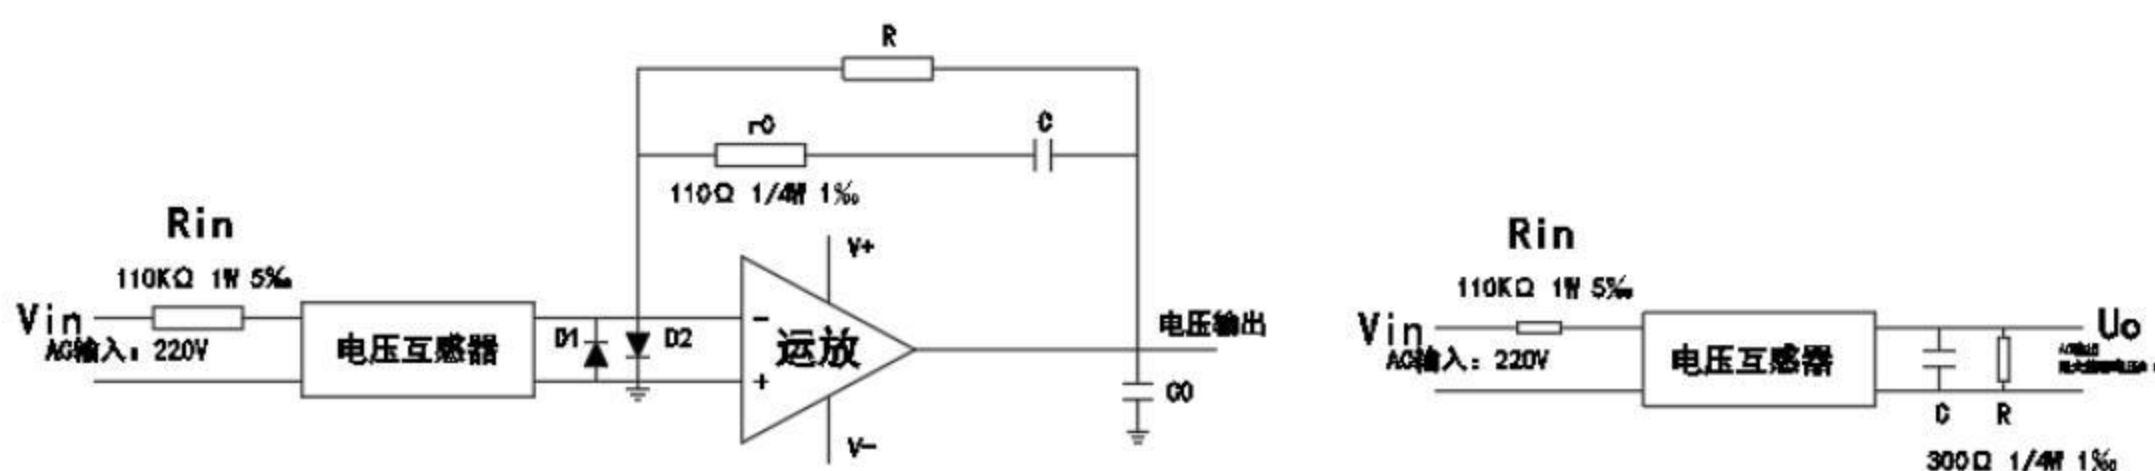 R
r0
C
110Ω 1/4W 1‰
Rin
110KΩ 1W 5‰
Vin
AC输入：220V
电压互感器
D1
D2
V+
−
运放
+
V−
电压输出
C0
Rin
110KΩ 1W 5‰
Vin
AC输入：220V
电压互感器
Uo
C
R
300Ω 1/4W 1‰